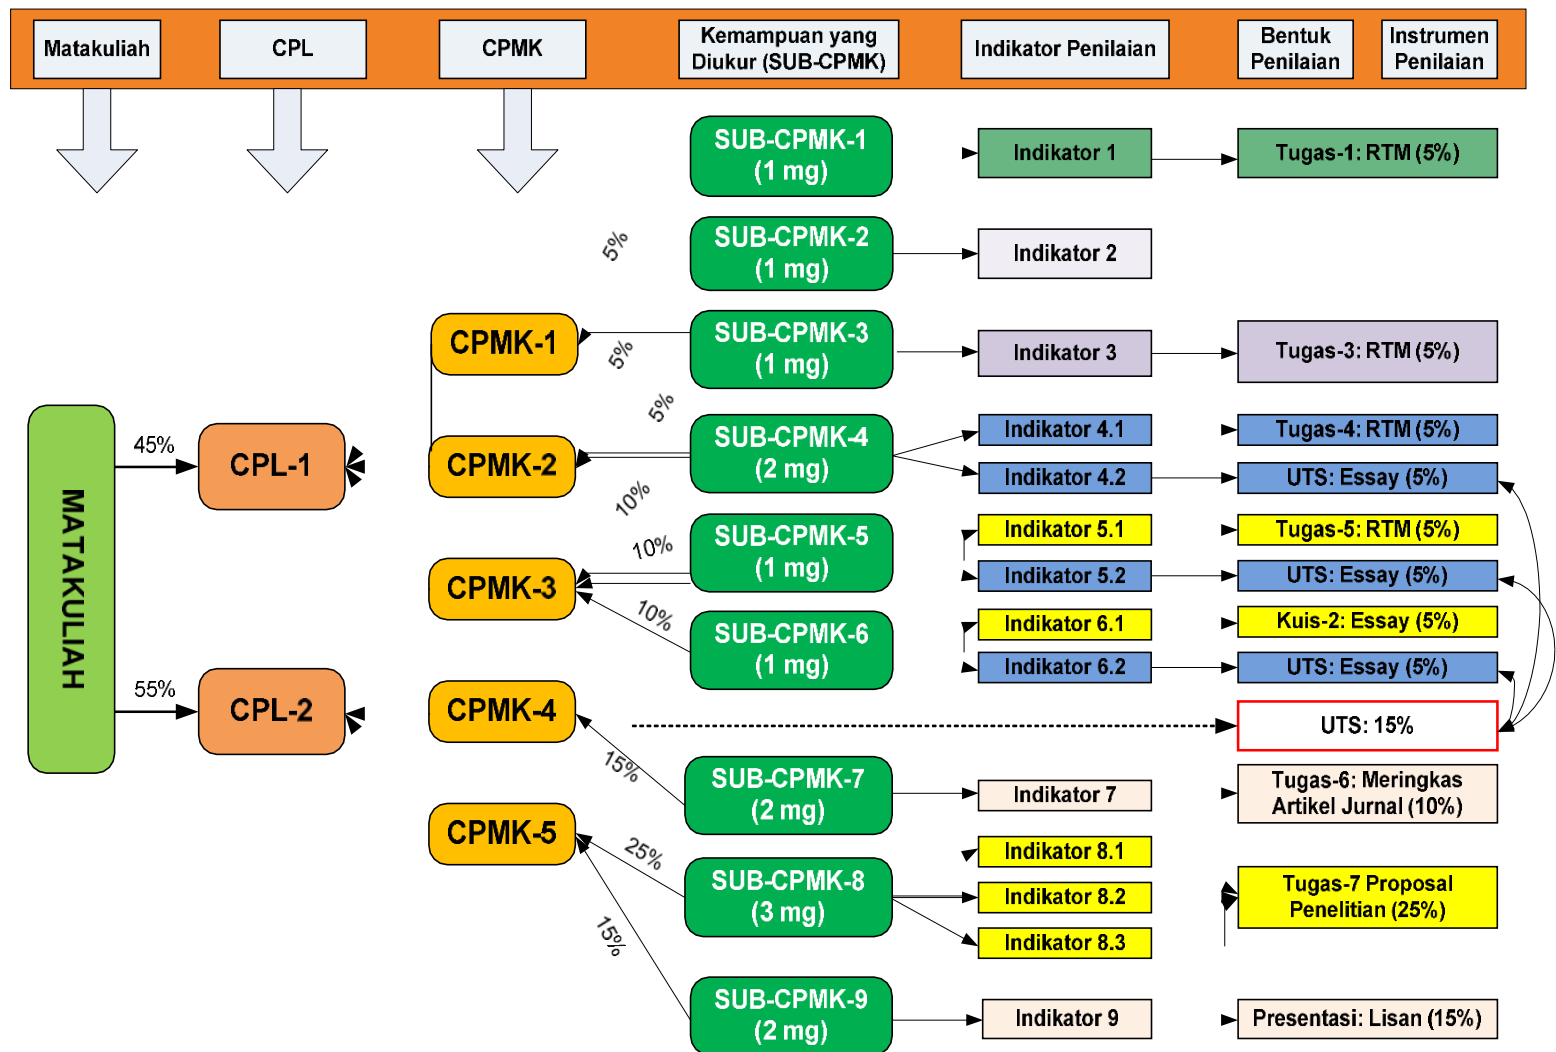 Matakuliah
CPL
CPMK
Kemampuan yang
Diukur (SUB-CPMK)
Indikator Penilaian
Bentuk
Penilaian
Instrumen
Penilaian
SUB-CPMK-1
(1 mg)
Indikator 1
Tugas-1: RTM (5%)
5%
SUB-CPMK-2
(1 mg)
Indikator 2
CPMK-1
5%
SUB-CPMK-3
(1 mg)
Indikator 3
Tugas-3: RTM (5%)
MATAKULIAH
45%
CPL-1
CPMK-2
5%
10%
SUB-CPMK-4
(2 mg)
Indikator 4.1
Tugas-4: RTM (5%)
Indikator 4.2
UTS: Essay (5%)
CPMK-3
10%
SUB-CPMK-5
(1 mg)
Indikator 5.1
Tugas-5: RTM (5%)
Indikator 5.2
UTS: Essay (5%)
10%
SUB-CPMK-6
(1 mg)
Indikator 6.1
Kuis-2: Essay (5%)
Indikator 6.2
UTS: Essay (5%)
55%
CPL-2
CPMK-4
UTS: 15%
15%
SUB-CPMK-7
(2 mg)
Indikator 7
Tugas-6: Meringkas
Artikel Jurnal (10%)
CPMK-5
25%
SUB-CPMK-8
(3 mg)
Indikator 8.1
Indikator 8.2
Indikator 8.3
Tugas-7 Proposal
Penelitian (25%)
15%
SUB-CPMK-9
(2 mg)
Indikator 9
Presentasi: Lisan (15%)